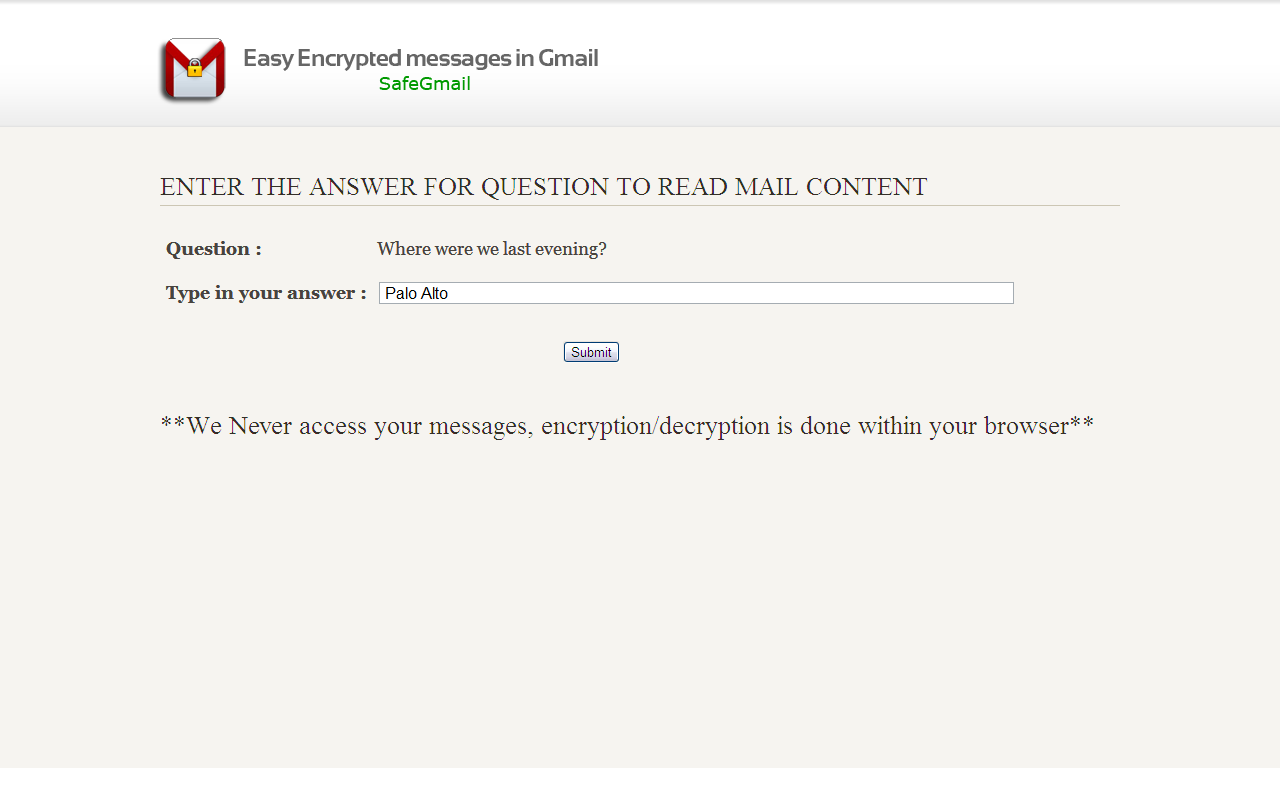 Easy Encrypted messages in Gmail
SafeGmail
ENTER THE ANSWER FOR QUESTION TO READ MAIL CONTENT
Question : Where were we last evening?
Type in your answer : Palo Alto
Submit
**We Never access your messages, encryption/decryption is done within your browser**